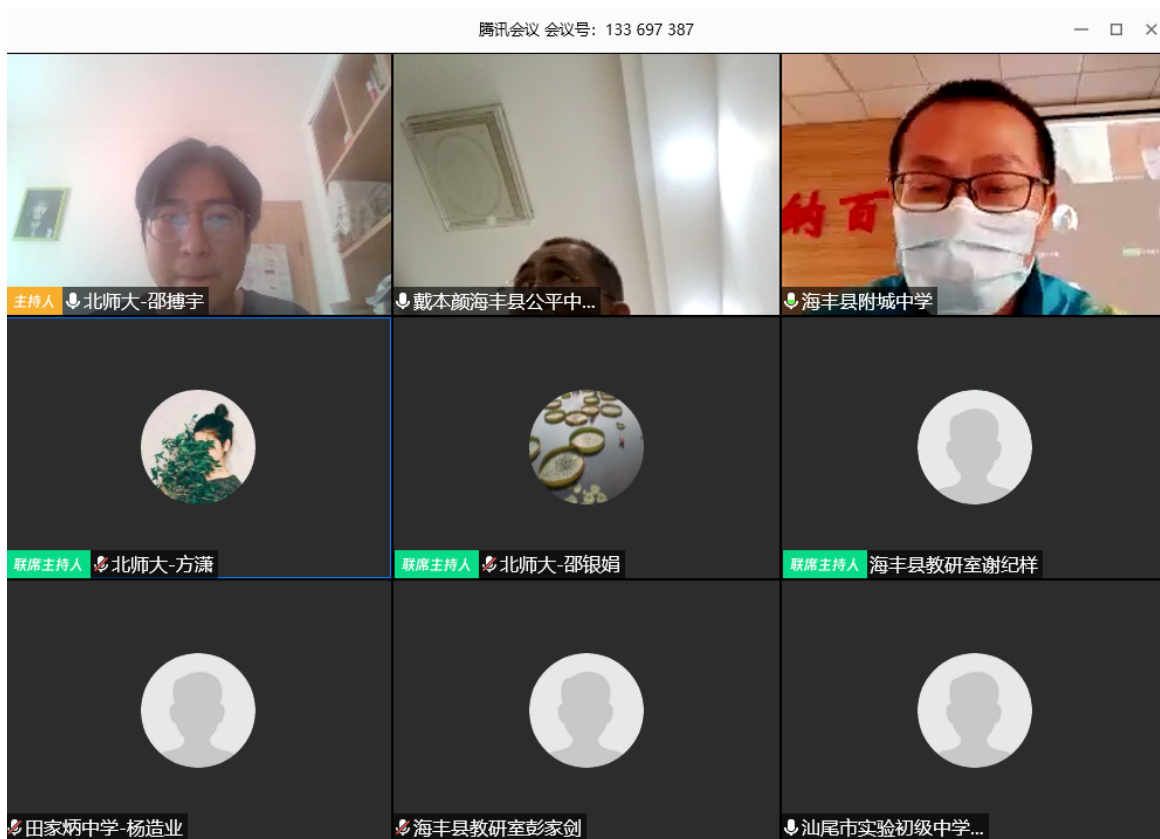 腾讯会议 会议号：133 697 387
的百
主持人 北师大-邵搏宇
戴本颜海丰县公平中...
海丰县附城中学
联席主持人 北师大-方潇
联席主持人 北师大-邵银娟
联席主持人 海丰县教研室谢纪样
田家炳中学-杨造业
海丰县教研室彭家剑
汕尾市实验初级中学...